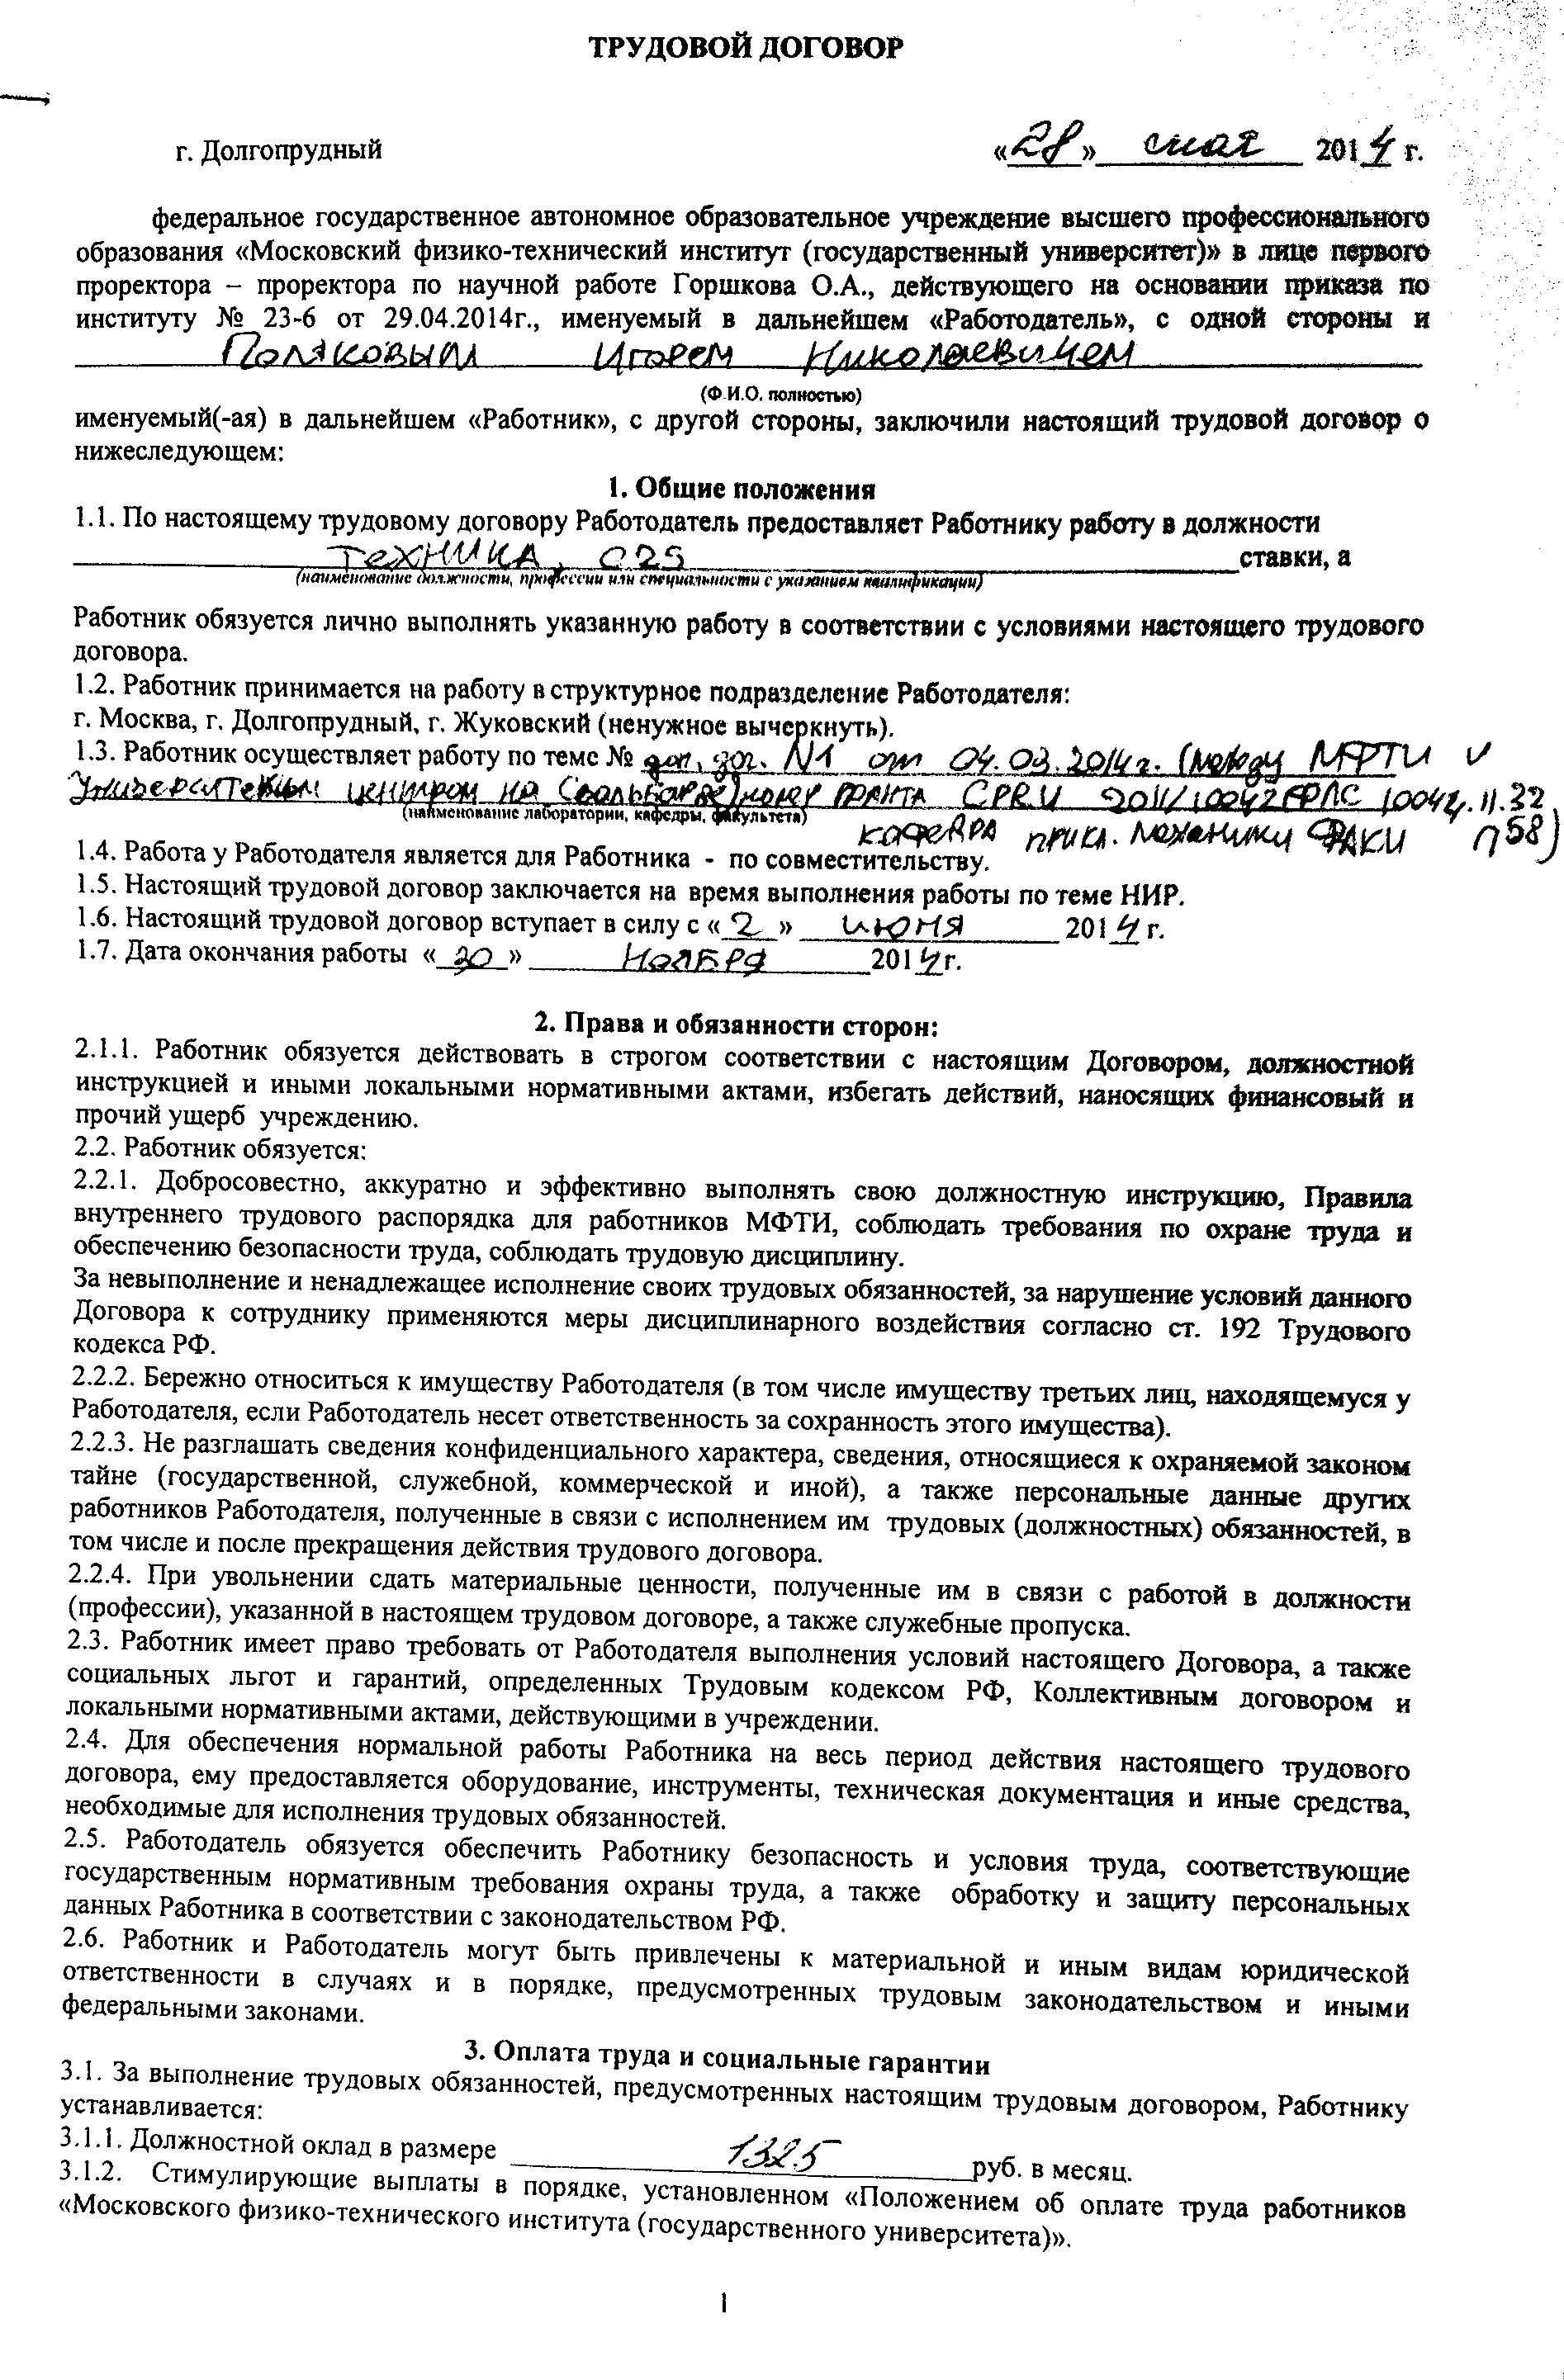 ТРУДОВОЙ ДОГОВОР
г. Долгопрудный «28» мая 2014 г.
федеральное государственное автономное образовательное учреждение высшего профессионального
образования «Московский физико-технический институт (государственный университет)» в лице первого
проректора – проректора по научной работе Горшкова О.А., действующего на основании приказа по
институту № 23-6 от 29.04.2014г., именуемый в дальнейшем «Работодатель», с одной стороны и
Поляковым Игорем Николаевичем
(Ф.И.О. полностью)
именуемый(-ая) в дальнейшем «Работник», с другой стороны, заключили настоящий трудовой договор о
нижеследующем:
1. Общие положения
1.1. По настоящему трудовому договору Работодатель предоставляет Работнику работу в должности
техника, 0.25 ставки, а
(наименование должности, профессии или специальности с указанием квалификации)
Работник обязуется лично выполнять указанную работу в соответствии с условиями настоящего трудового
договора.
1.2. Работник принимается на работу в структурное подразделение Работодателя:
г. Москва, г. Долгопрудный, г. Жуковский (ненужное вычеркнуть).
1.3. Работник осуществляет работу по теме № доп. дог. N1 от 04.03.2014г. (между МФТИ и
Университетским центром на Свальбарде) номер гранта CPRU 2011/10042 10042.11.32
(наименование лаборатории, кафедры, факультета)
кафедра прикл. механики ФАКИ П58)
1.4. Работа у Работодателя является для Работника - по совместительству.
1.5. Настоящий трудовой договор заключается на время выполнения работы по теме НИР.
1.6. Настоящий трудовой договор вступает в силу с «2» июня 2014 г.
1.7. Дата окончания работы «30» ноября 2014г.
2. Права и обязанности сторон:
2.1.1. Работник обязуется действовать в строгом соответствии с настоящим Договором, должностной
инструкцией и иными локальными нормативными актами, избегать действий, наносящих финансовый и
прочий ущерб учреждению.
2.2. Работник обязуется:
2.2.1. Добросовестно, аккуратно и эффективно выполнять свою должностную инструкцию, Правила
внутреннего трудового распорядка для работников МФТИ, соблюдать требования по охране труда и
обеспечению безопасности труда, соблюдать трудовую дисциплину.
За невыполнение и ненадлежащее исполнение своих трудовых обязанностей, за нарушение условий данного
Договора к сотруднику применяются меры дисциплинарного воздействия согласно ст. 192 Трудового
кодекса РФ.
2.2.2. Бережно относиться к имуществу Работодателя (в том числе имуществу третьих лиц, находящемуся у
Работодателя, если Работодатель несет ответственность за сохранность этого имущества).
2.2.3. Не разглашать сведения конфиденциального характера, сведения, относящиеся к охраняемой законом
тайне (государственной, служебной, коммерческой и иной), а также персональные данные других
работников Работодателя, полученные в связи с исполнением им трудовых (должностных) обязанностей, в
том числе и после прекращения действия трудового договора.
2.2.4. При увольнении сдать материальные ценности, полученные им в связи с работой в должности
(профессии), указанной в настоящем трудовом договоре, а также служебные пропуска.
2.3. Работник имеет право требовать от Работодателя выполнения условий настоящего Договора, а также
социальных льгот и гарантий, определенных Трудовым кодексом РФ, Коллективным договором и
локальными нормативными актами, действующими в учреждении.
2.4. Для обеспечения нормальной работы Работника на весь период действия настоящего трудового
договора, ему предоставляется оборудование, инструменты, техническая документация и иные средства,
необходимые для исполнения трудовых обязанностей.
2.5. Работодатель обязуется обеспечить Работнику безопасность и условия труда, соответствующие
государственным нормативным требования охраны труда, а также обработку и защиту персональных
данных Работника в соответствии с законодательством РФ.
2.6. Работник и Работодатель могут быть привлечены к материальной и иным видам юридической
ответственности в случаях и в порядке, предусмотренных трудовым законодательством и иными
федеральными законами.
3. Оплата труда и социальные гарантии
3.1. За выполнение трудовых обязанностей, предусмотренных настоящим трудовым договором, Работнику
устанавливается:
3.1.1. Должностной оклад в размере 1325 руб. в месяц.
3.1.2. Стимулирующие выплаты в порядке, установленном «Положением об оплате труда работников
«Московского физико-технического института (государственного университета)».
1